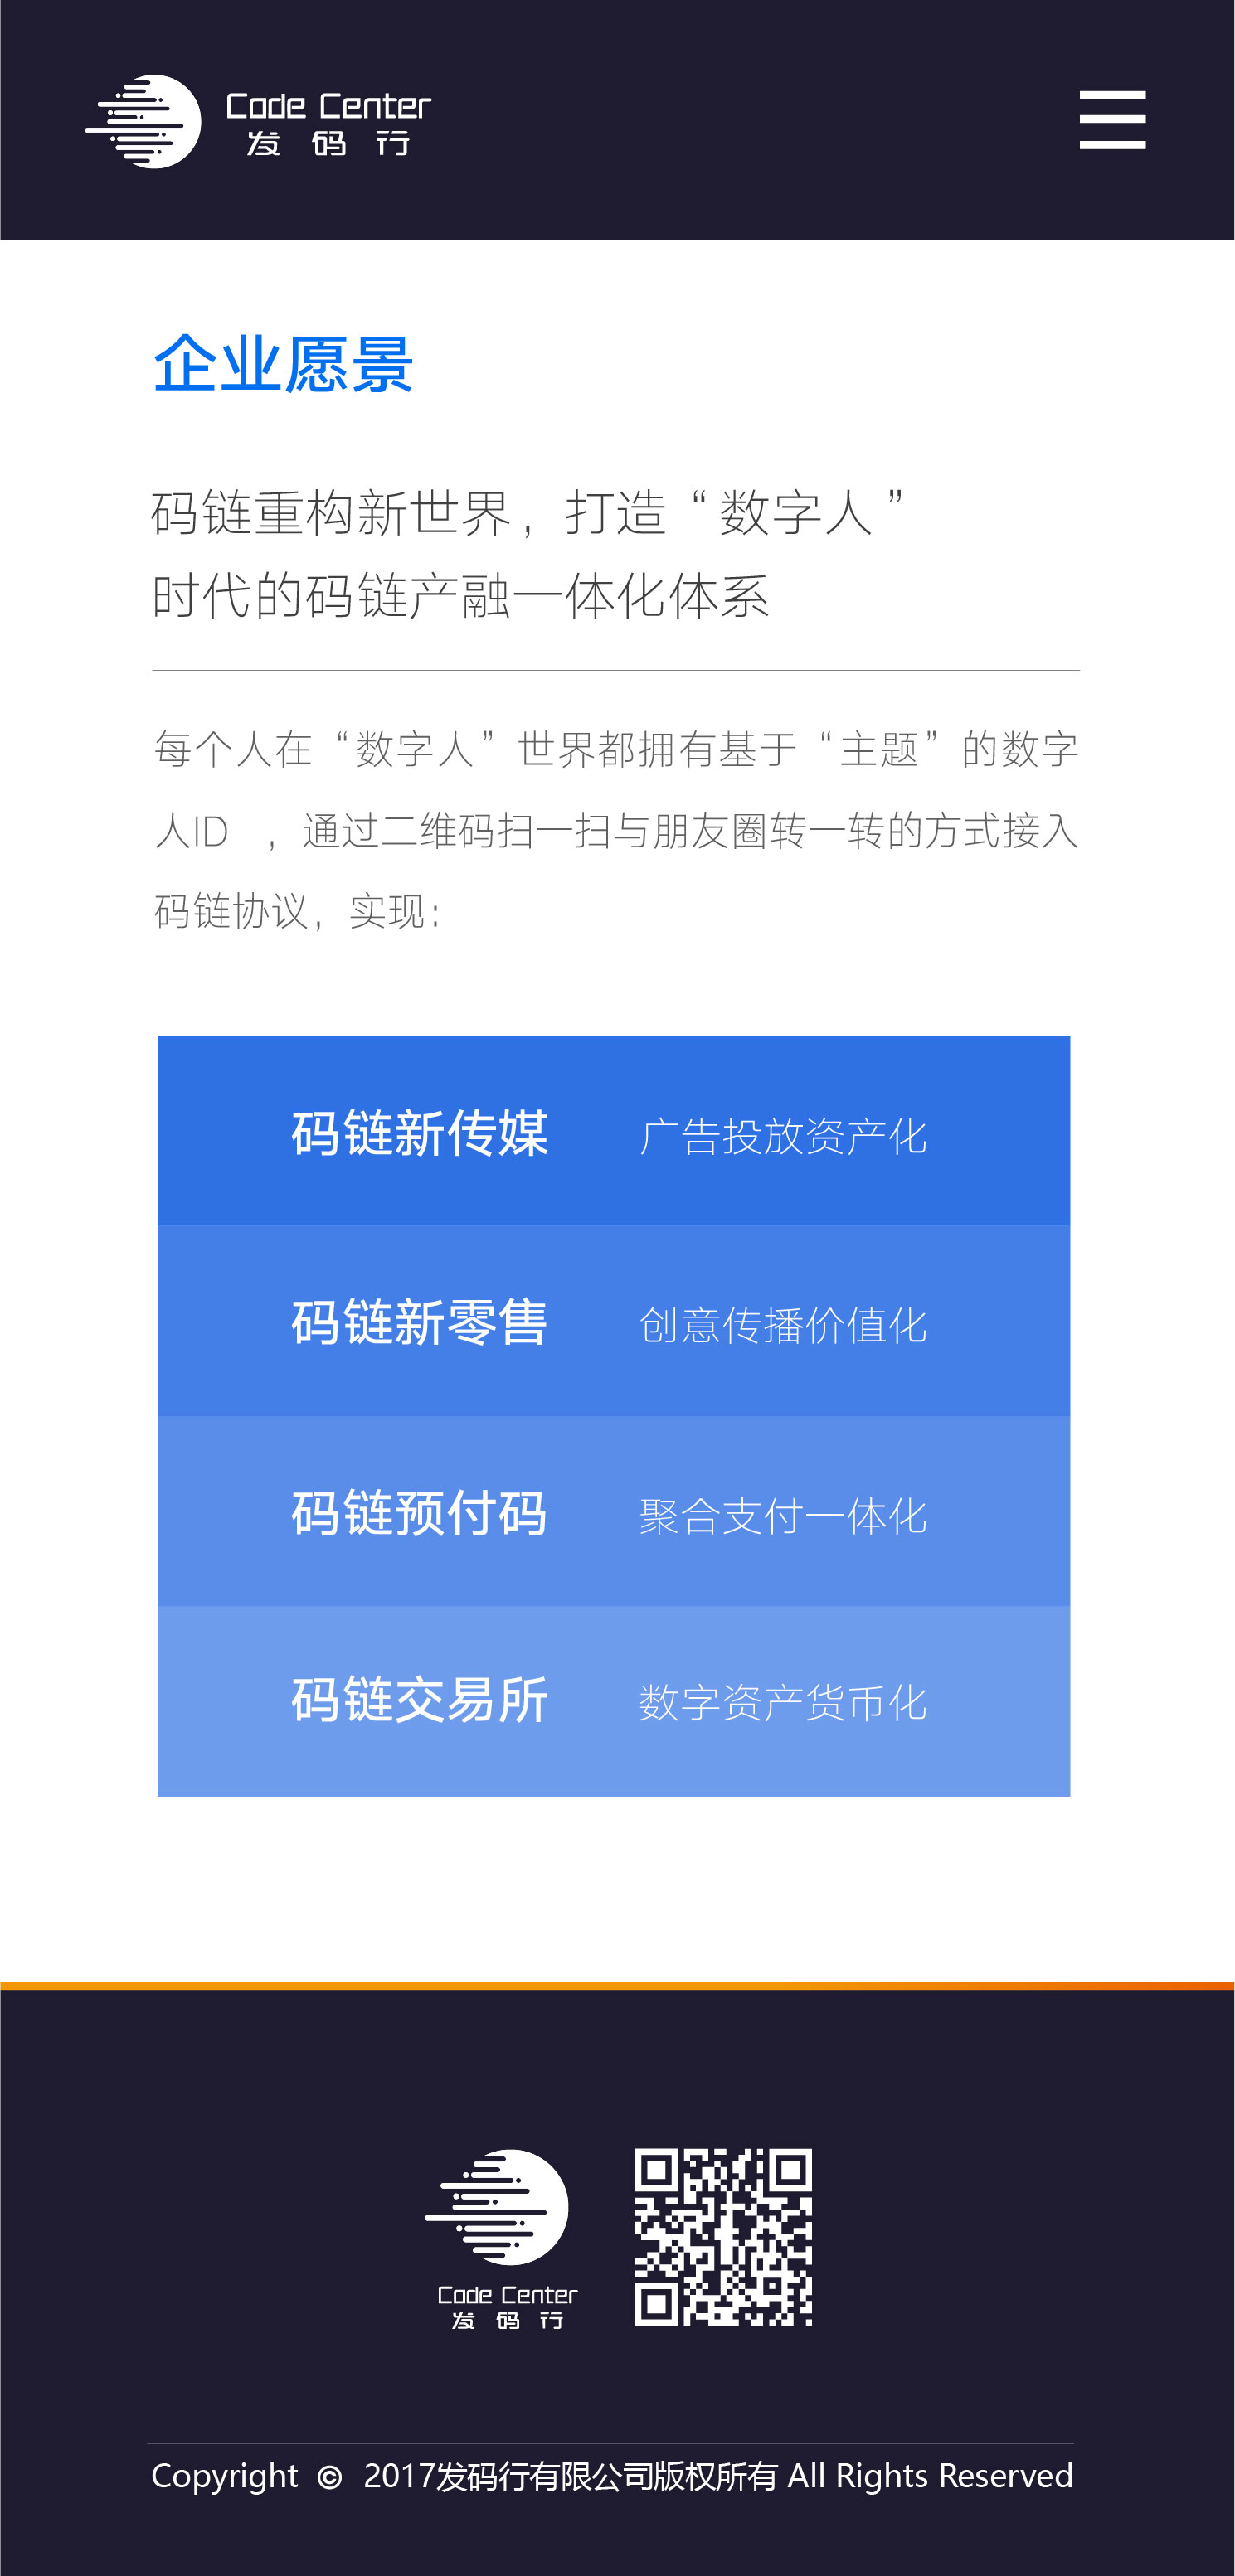 Code Center
发码行
企业愿景
码链重构新世界，打造“数字人”
时代的码链产融一体化体系
每个人在“数字人”世界都拥有基于“主题”的数字
人ID ，通过二维码扫一扫与朋友圈转一转的方式接入
码链协议，实现：
码链新传媒 广告投放资产化
码链新零售 创意传播价值化
码链预付码 聚合支付一体化
码链交易所 数字资产货币化
Code Center
发码行
Copyright © 2017发码行有限公司版权所有 All Rights Reserved